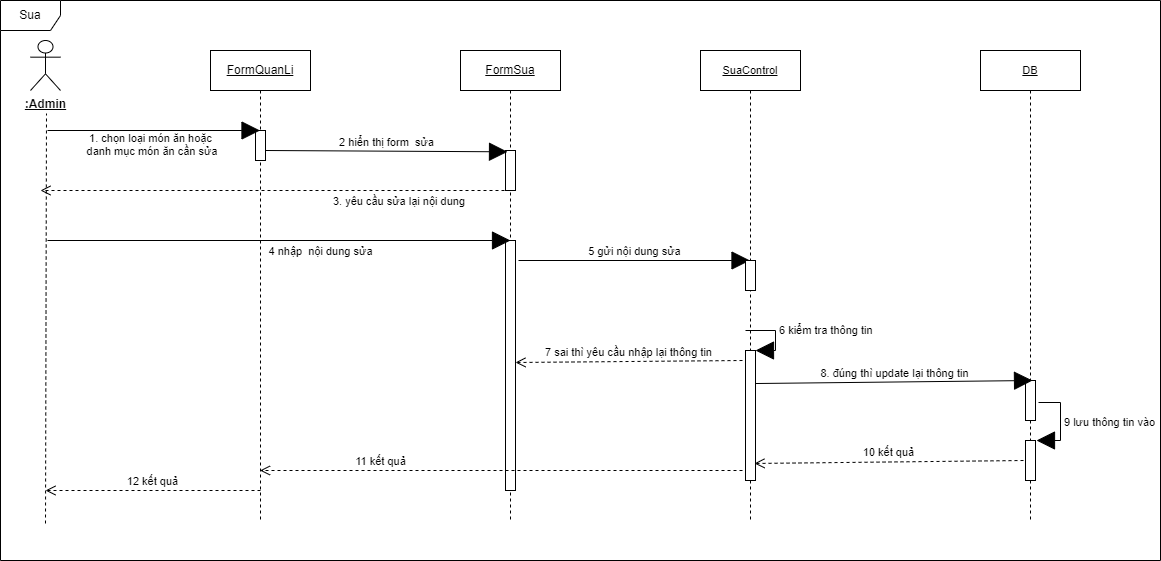 Sua
:Admin
FormQuanLi
FormSua
SuaControl
DB
1. chọn loại món ăn hoặc
danh mục món ăn cần sửa
2 hiển thị form sửa
3. yêu cầu sửa lại nội dung
4 nhập nội dung sửa
5 gửi nội dung sửa
6 kiểm tra thông tin
7 sai thì yêu cầu nhập lại thông tin
8. đúng thì update lại thông tin
9 lưu thông tin vào
10 kết quả
11 kết quả
12 kết quả